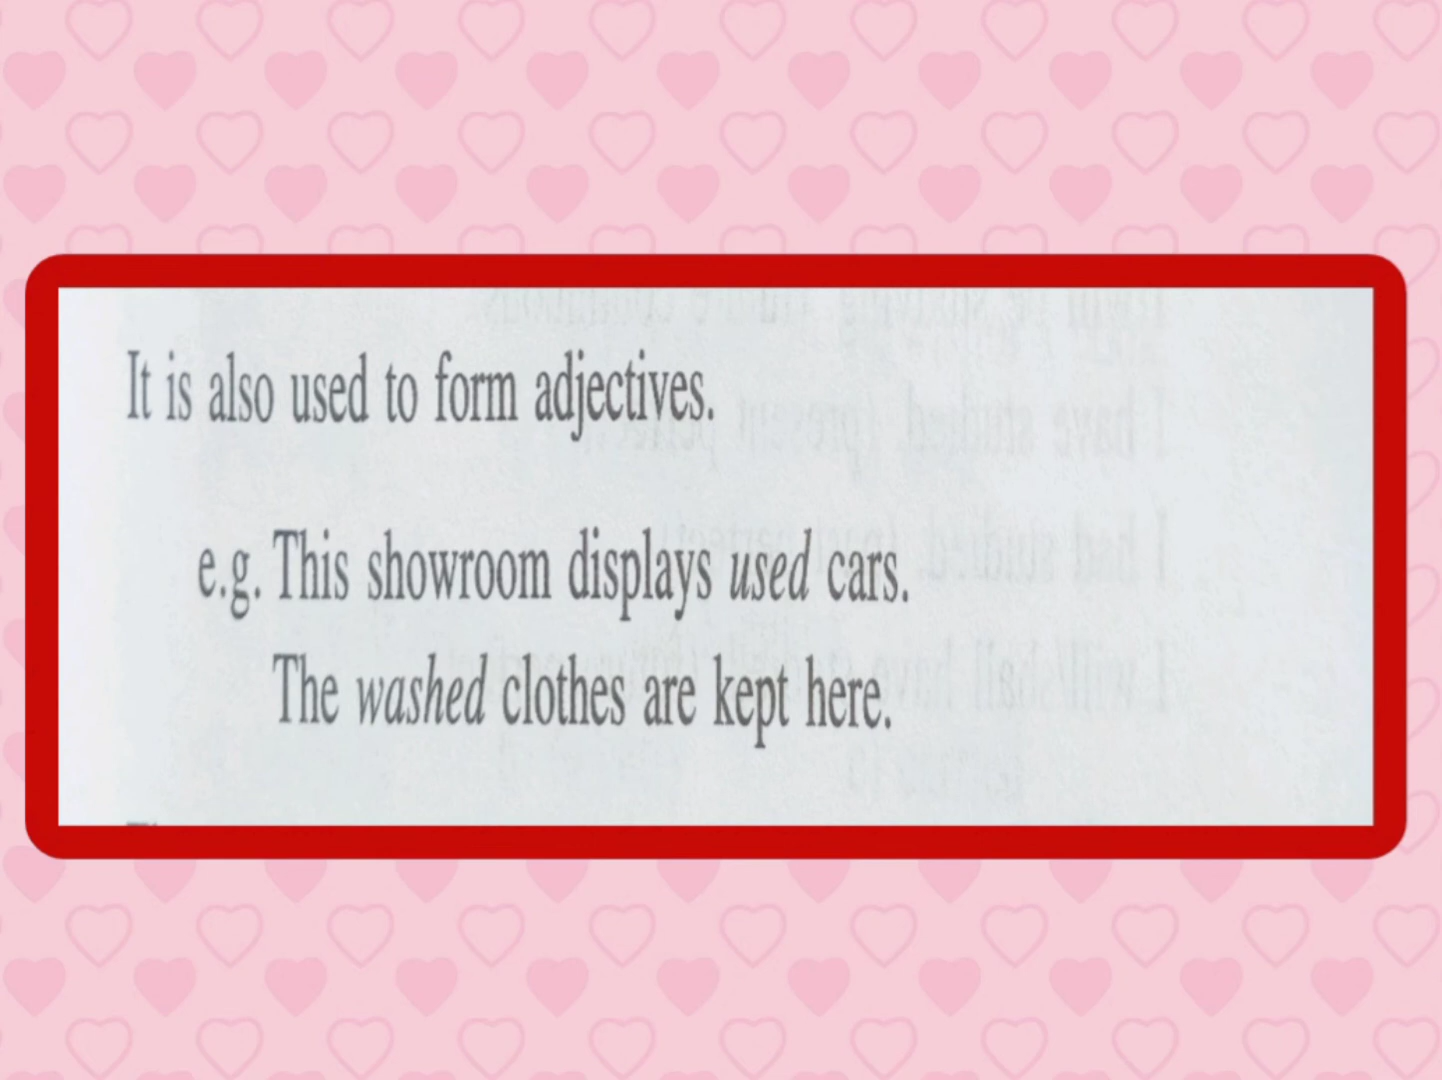 It is also used to form adjectives.
e.g. This showroom displays used cars.
The washed clothes are kept here.